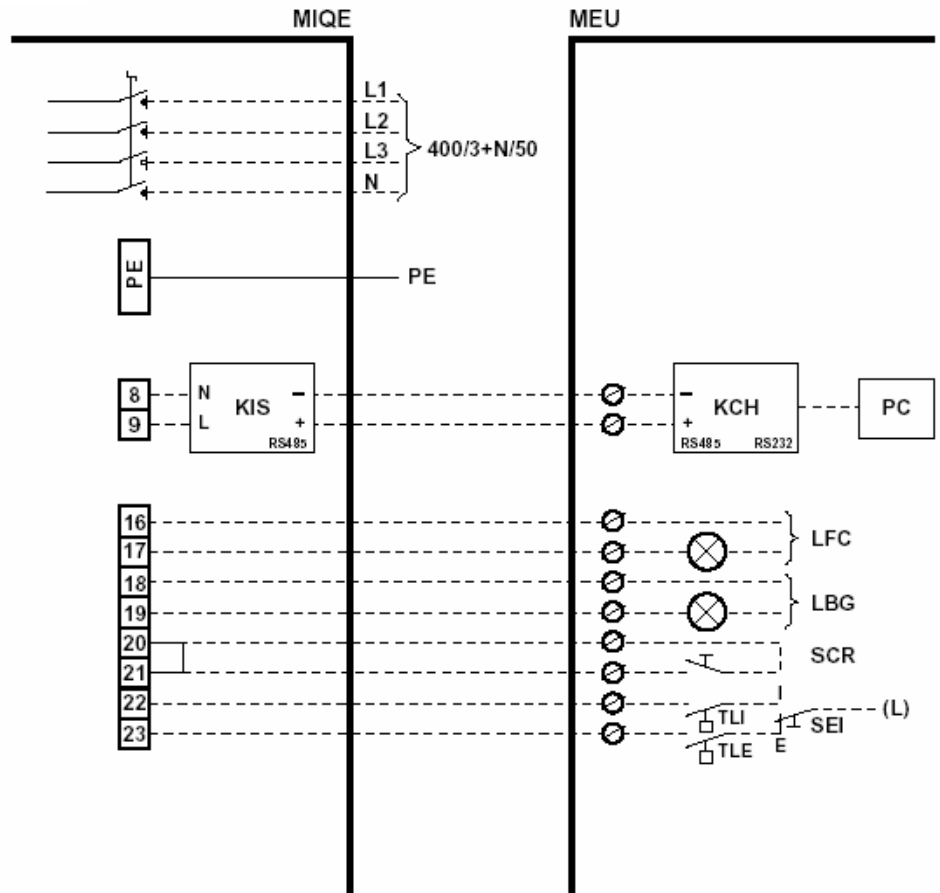 MIQE MEU
L1
L2
L3 400/3+N/50
N
PE PE
8 N − − 
KIS KCH PC
9 L + +
RS485 RS485 RS232
16
17 LFC
18
19 LBG
20
21 SCR
22 TLI (L)
SEI
23 TLE E